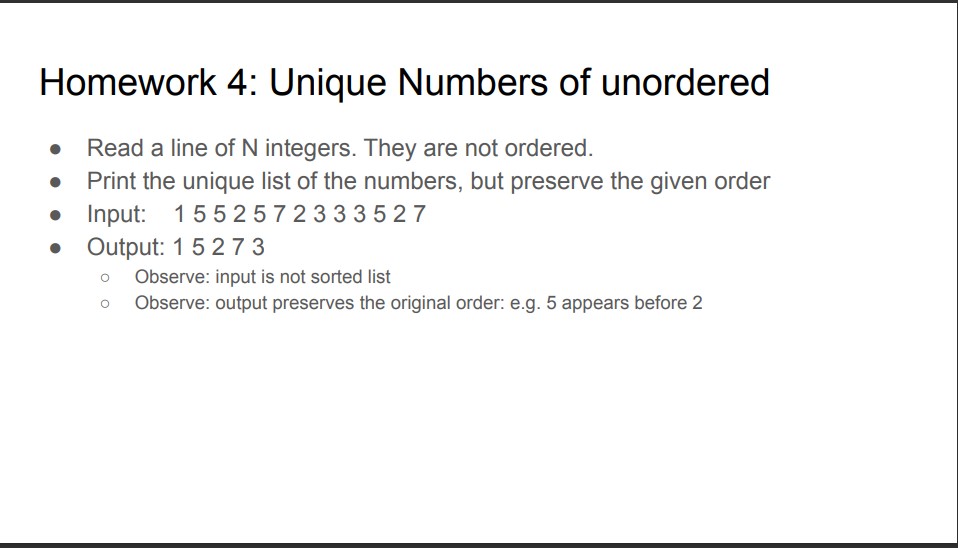 Homework 4: Unique Numbers of unordered
● Read a line of N integers. They are not ordered.
● Print the unique list of the numbers, but preserve the given order
● Input: 1 5 5 2 5 7 2 3 3 3 5 2 7
● Output: 1 5 2 7 3
○ Observe: input is not sorted list
○ Observe: output preserves the original order: e.g. 5 appears before 2